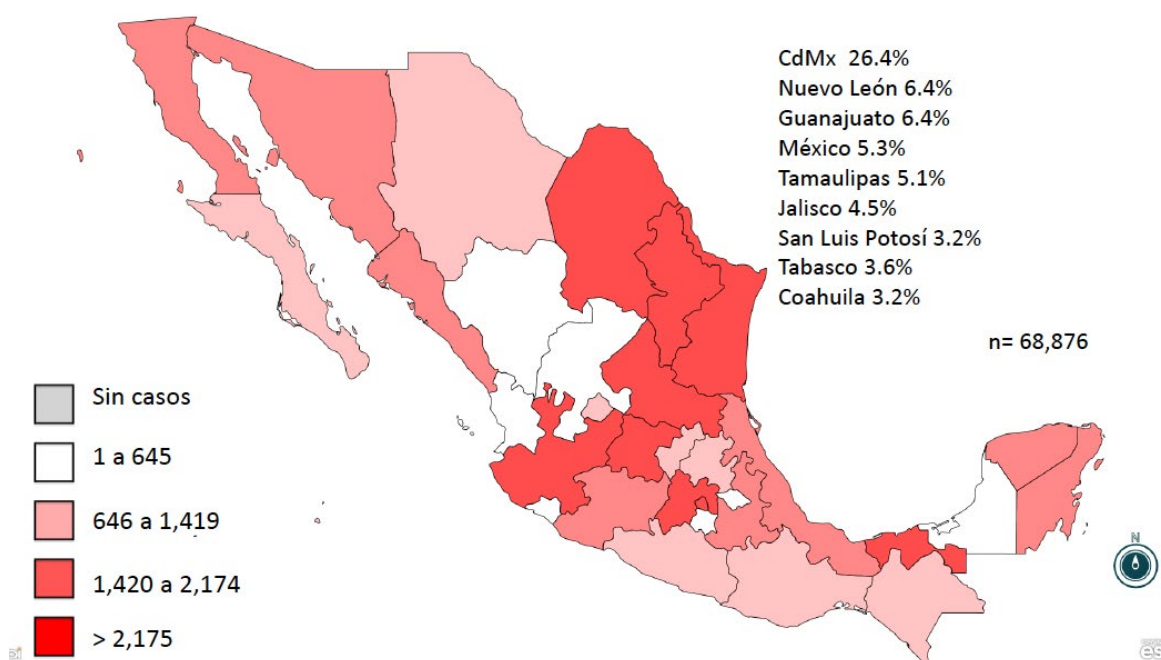 CdMx 26.4%
Nuevo León 6.4%
Guanajuato 6.4%
México 5.3%
Tamaulipas 5.1%
Jalisco 4.5%
San Luis Potosí 3.2%
Tabasco 3.6%
Coahuila 3.2%
n= 68,876
Sin casos
1 a 645
646 a 1,419
1,420 a 2,174
> 2,175
N
es